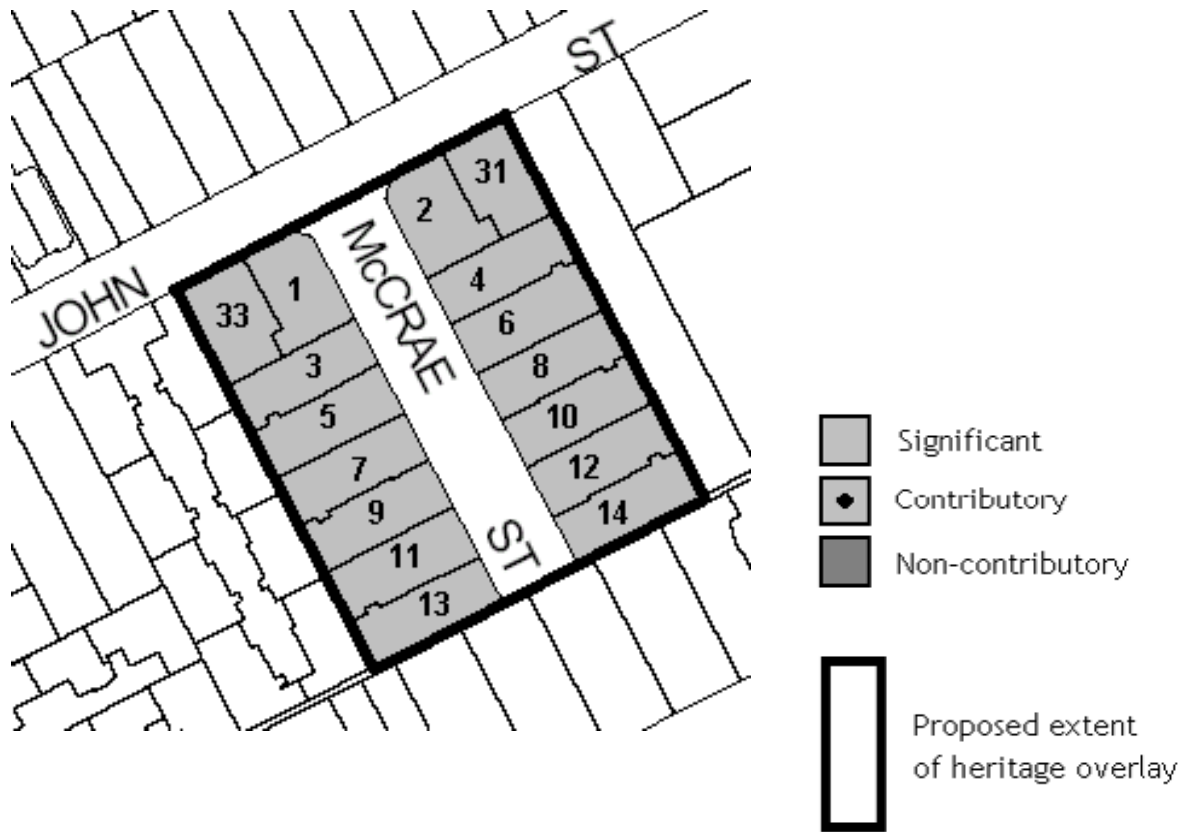 JOHN
ST
McCRAE
ST
33
1
3
5
7
9
11
13
2
31
4
6
8
10
12
14
Significant
Contributory
Non-contributory
Proposed extent
of heritage overlay